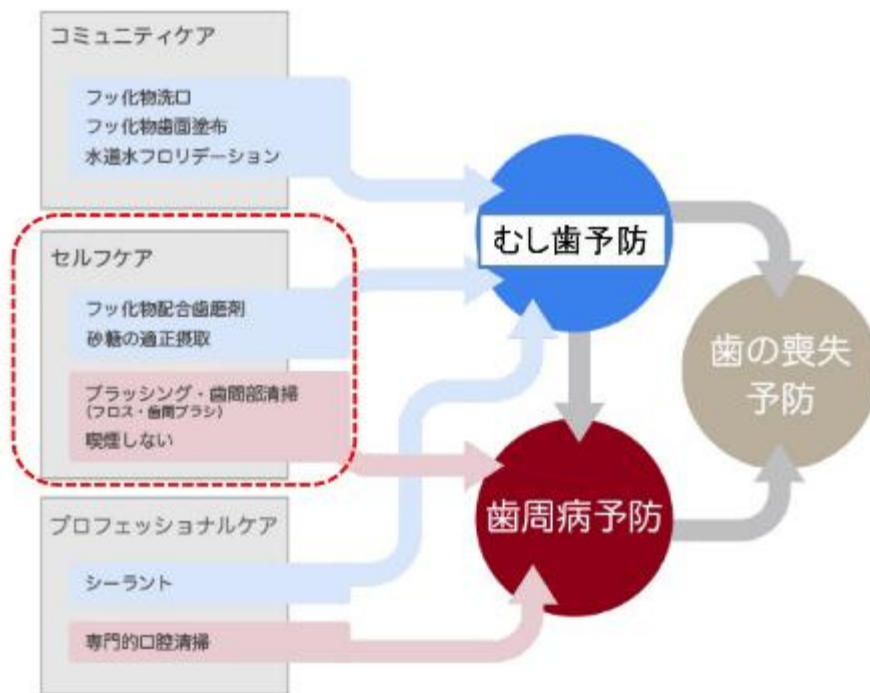 コミュニティケア
フッ化物洗口
フッ化物歯面塗布
水道水フロリデーション
セルフケア
フッ化物配合歯磨剤
砂糖の適正摂取
ブラッシング・歯間部清掃
(フロス・歯間ブラシ)
喫煙しない
プロフェッショナルケア
シーラント
専門的口腔清掃
むし歯予防
歯周病予防
歯の喪失
予防